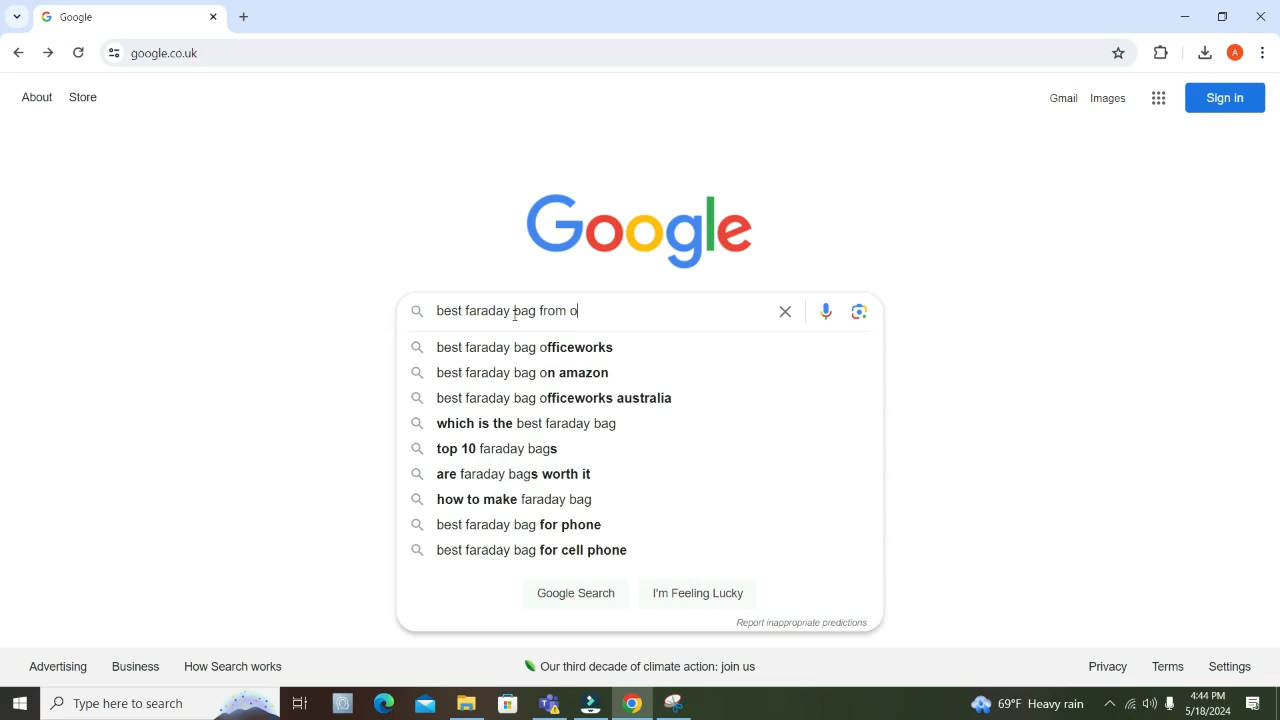 Google
google.co.uk
A
About Store
Gmail Images Sign in
Google
best faraday bag from o
best faraday bag officeworks
best faraday bag on amazon
best faraday bag officeworks australia
which is the best faraday bag
top 10 faraday bags
are faraday bags worth it
how to make faraday bag
best faraday bag for phone
best faraday bag for cell phone
Google Search I'm Feeling Lucky
Report inappropriate predictions
Advertising Business How Search works Our third decade of climate action: join us Privacy Terms Settings
Type here to search 69°F Heavy rain 4:44 PM
5/18/2024